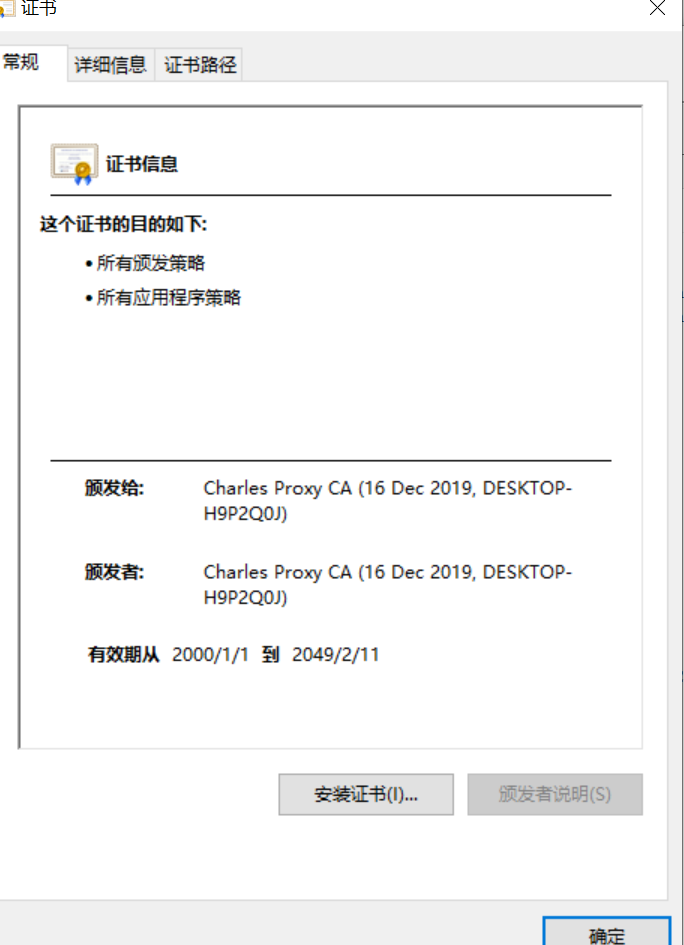 证书
常规 详细信息 证书路径
证书信息
这个证书的目的如下:
• 所有颁发策略
• 所有应用程序策略
颁发给: Charles Proxy CA (16 Dec 2019, DESKTOP-
H9P2Q0J)
颁发者: Charles Proxy CA (16 Dec 2019, DESKTOP-
H9P2Q0J)
有效期从 2000/1/1 到 2049/2/11
安装证书(I)... 颁发者说明(S)
确定